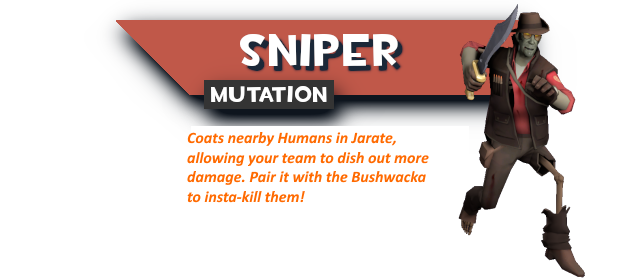 SNIPER
MUTATION
Coats nearby Humans in Jarate,
allowing your team to dish out more
damage. Pair it with the Bushwacka
to insta-kill them!